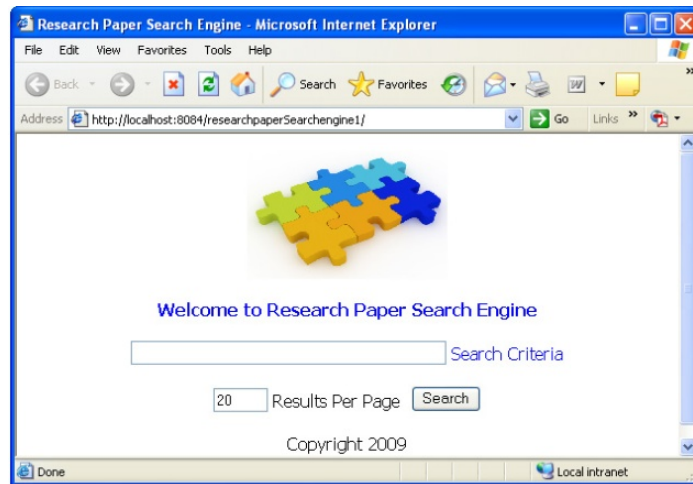 Research Paper Search Engine - Microsoft Internet Explorer
File Edit View Favorites Tools Help
Back Search Favorites
Address http://localhost:8084/researchpaperSearchengine1/ Go Links
Welcome to Research Paper Search Engine
Search Criteria
20 Results Per Page Search
Copyright 2009
Done Local intranet